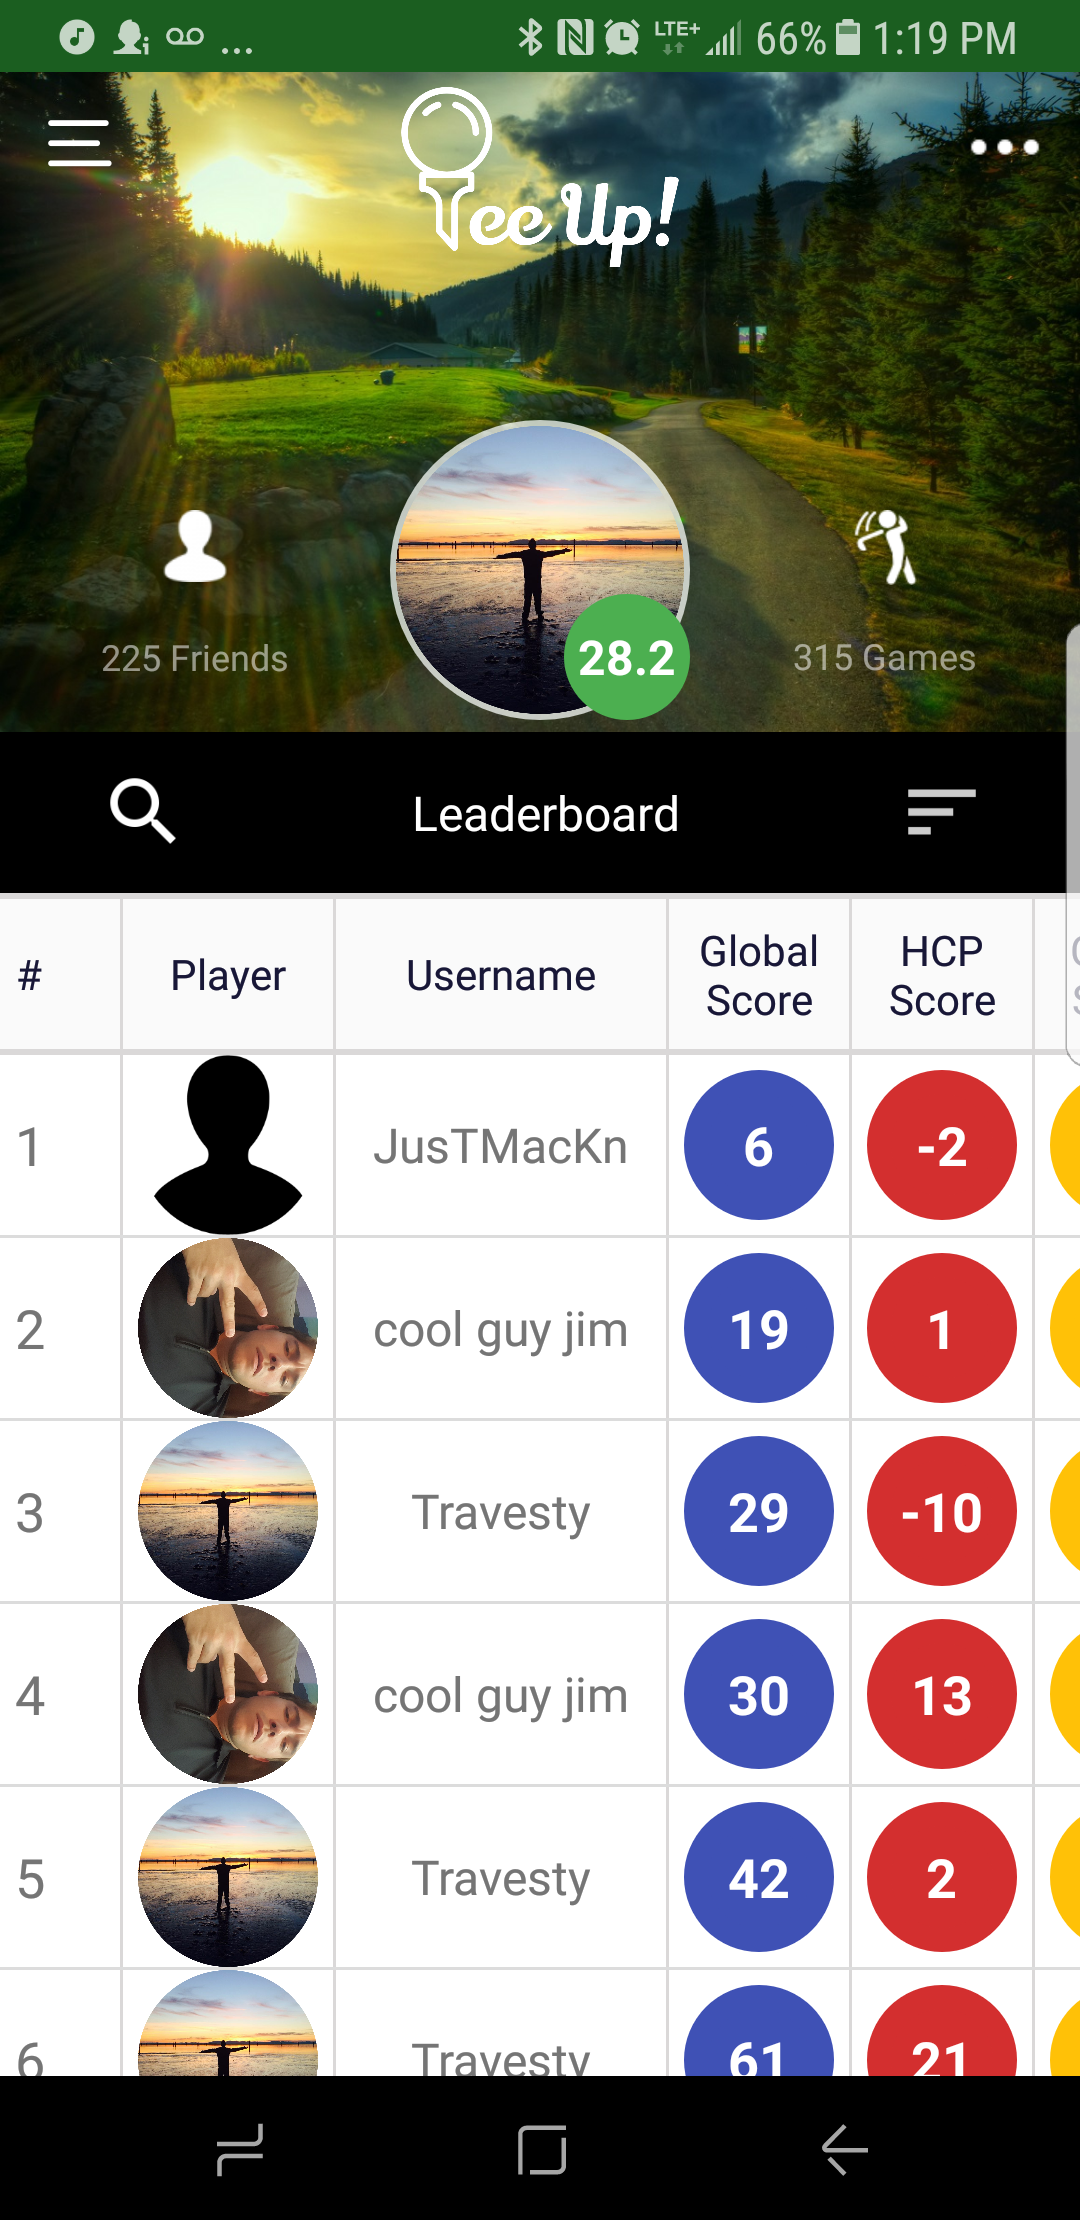 ... LTE+ 66% 1:19 PM
Tee Up!
28.2
225 Friends
315 Games
Leaderboard
# Player Username Global Score HCP Score
1 JusTMacKn 6 -2
2 cool guy jim 19 1
3 Travesty 29 -10
4 cool guy jim 30 13
5 Travesty 42 2
6 Travesty 61 21